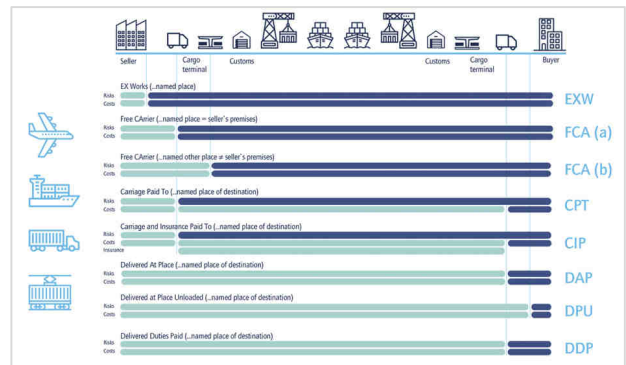 Seller Cargo terminal Customs Customs Cargo terminal Buyer
EX Works (...named place)
Risks
Costs
EXW
Free CArrier (...named place = seller's premises)
Risks
Costs
FCA (a)
Free CArrier (...named other place ≠ seller's premises)
Risks
Costs
FCA (b)
Carriage Paid To (...named place of destination)
Risks
Costs
CPT
Carriage and Insurance Paid To (...named place of destination)
Risks
Costs
Insurance
CIP
Delivered At Place (...named place of destination)
Risks
Costs
DAP
Delivered at Place Unloaded (...named place of destination)
Risks
Costs
DPU
Delivered Duties Paid (...named place of destination)
Risks
Costs
DDP